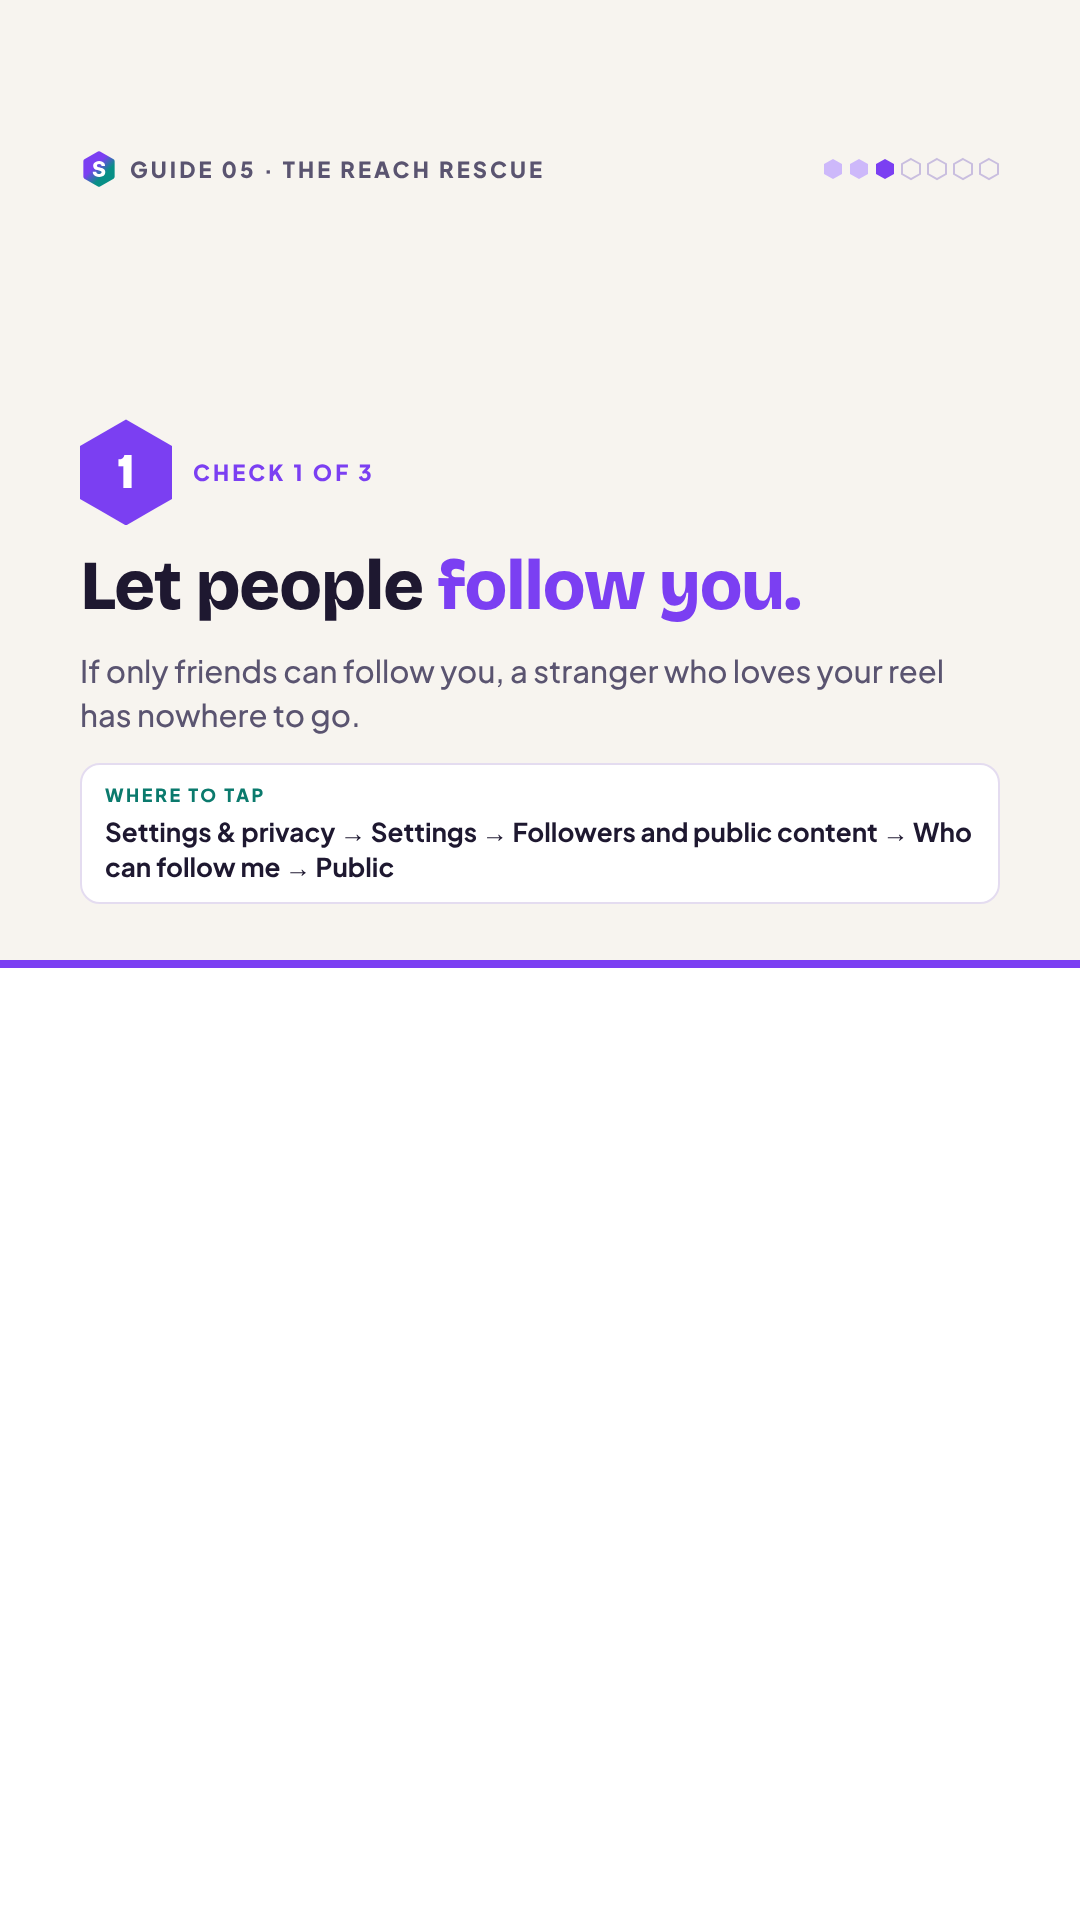 S GUIDE 05 · THE REACH RESCUE
1 CHECK 1 OF 3
Let people follow you.
If only friends can follow you, a stranger who loves your reel
has nowhere to go.
WHERE TO TAP
Settings & privacy → Settings → Followers and public content → Who
can follow me → Public